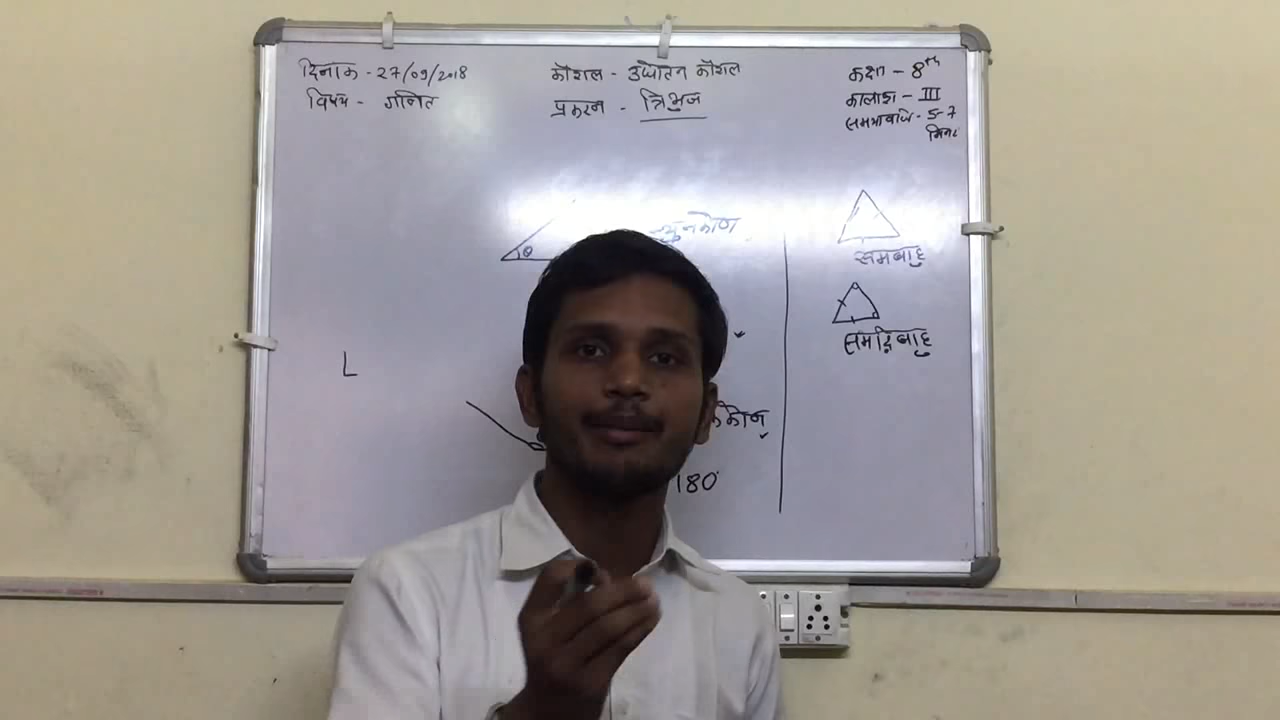 दिनांक - 27/09/2018
विषय - गणित
कौशल - उद्योतन कौशल
प्रकरण - त्रिभुज
कक्षा - 8th
कालांश - III
समयावधि - 5-7
मिनट
θ
न्युनकोण
L
180°
समबाहु
समद्विबाहु